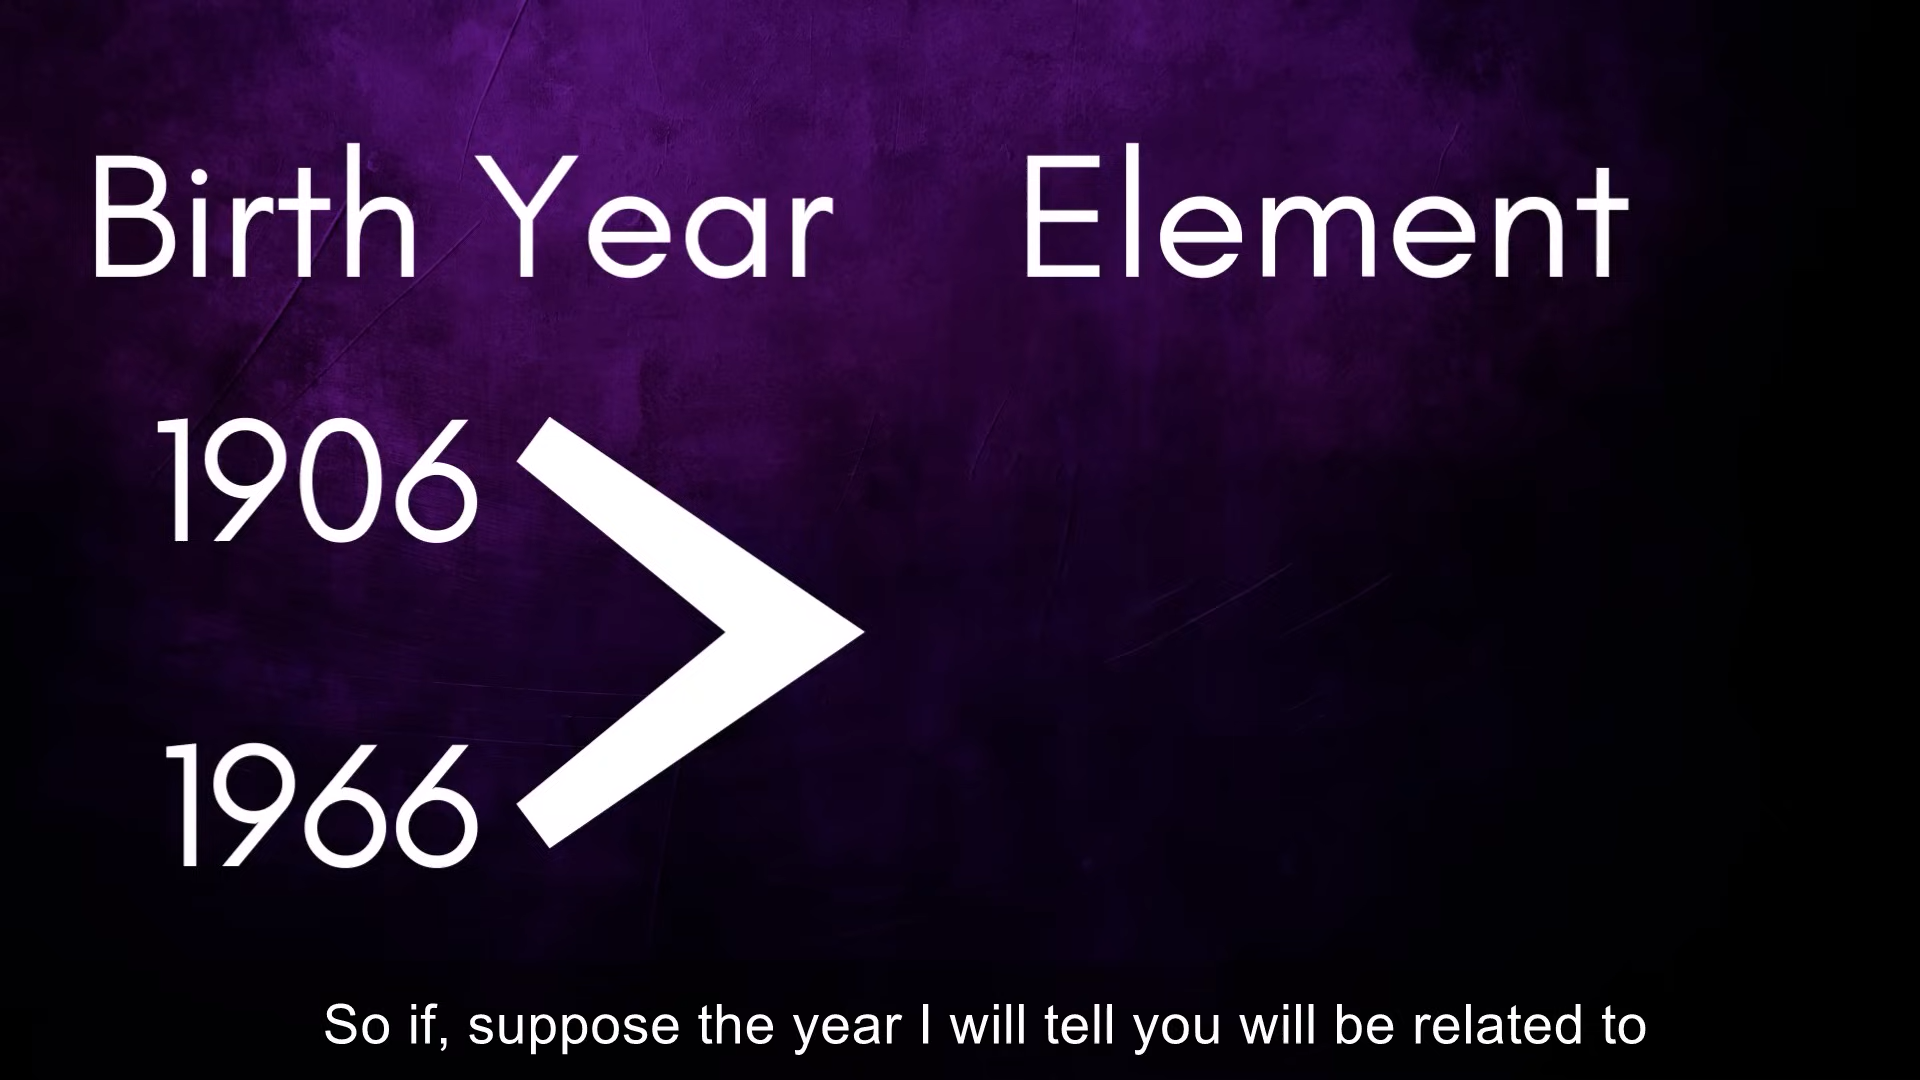 Birth Year Element
1906
1966
So if, suppose the year I will tell you will be related to